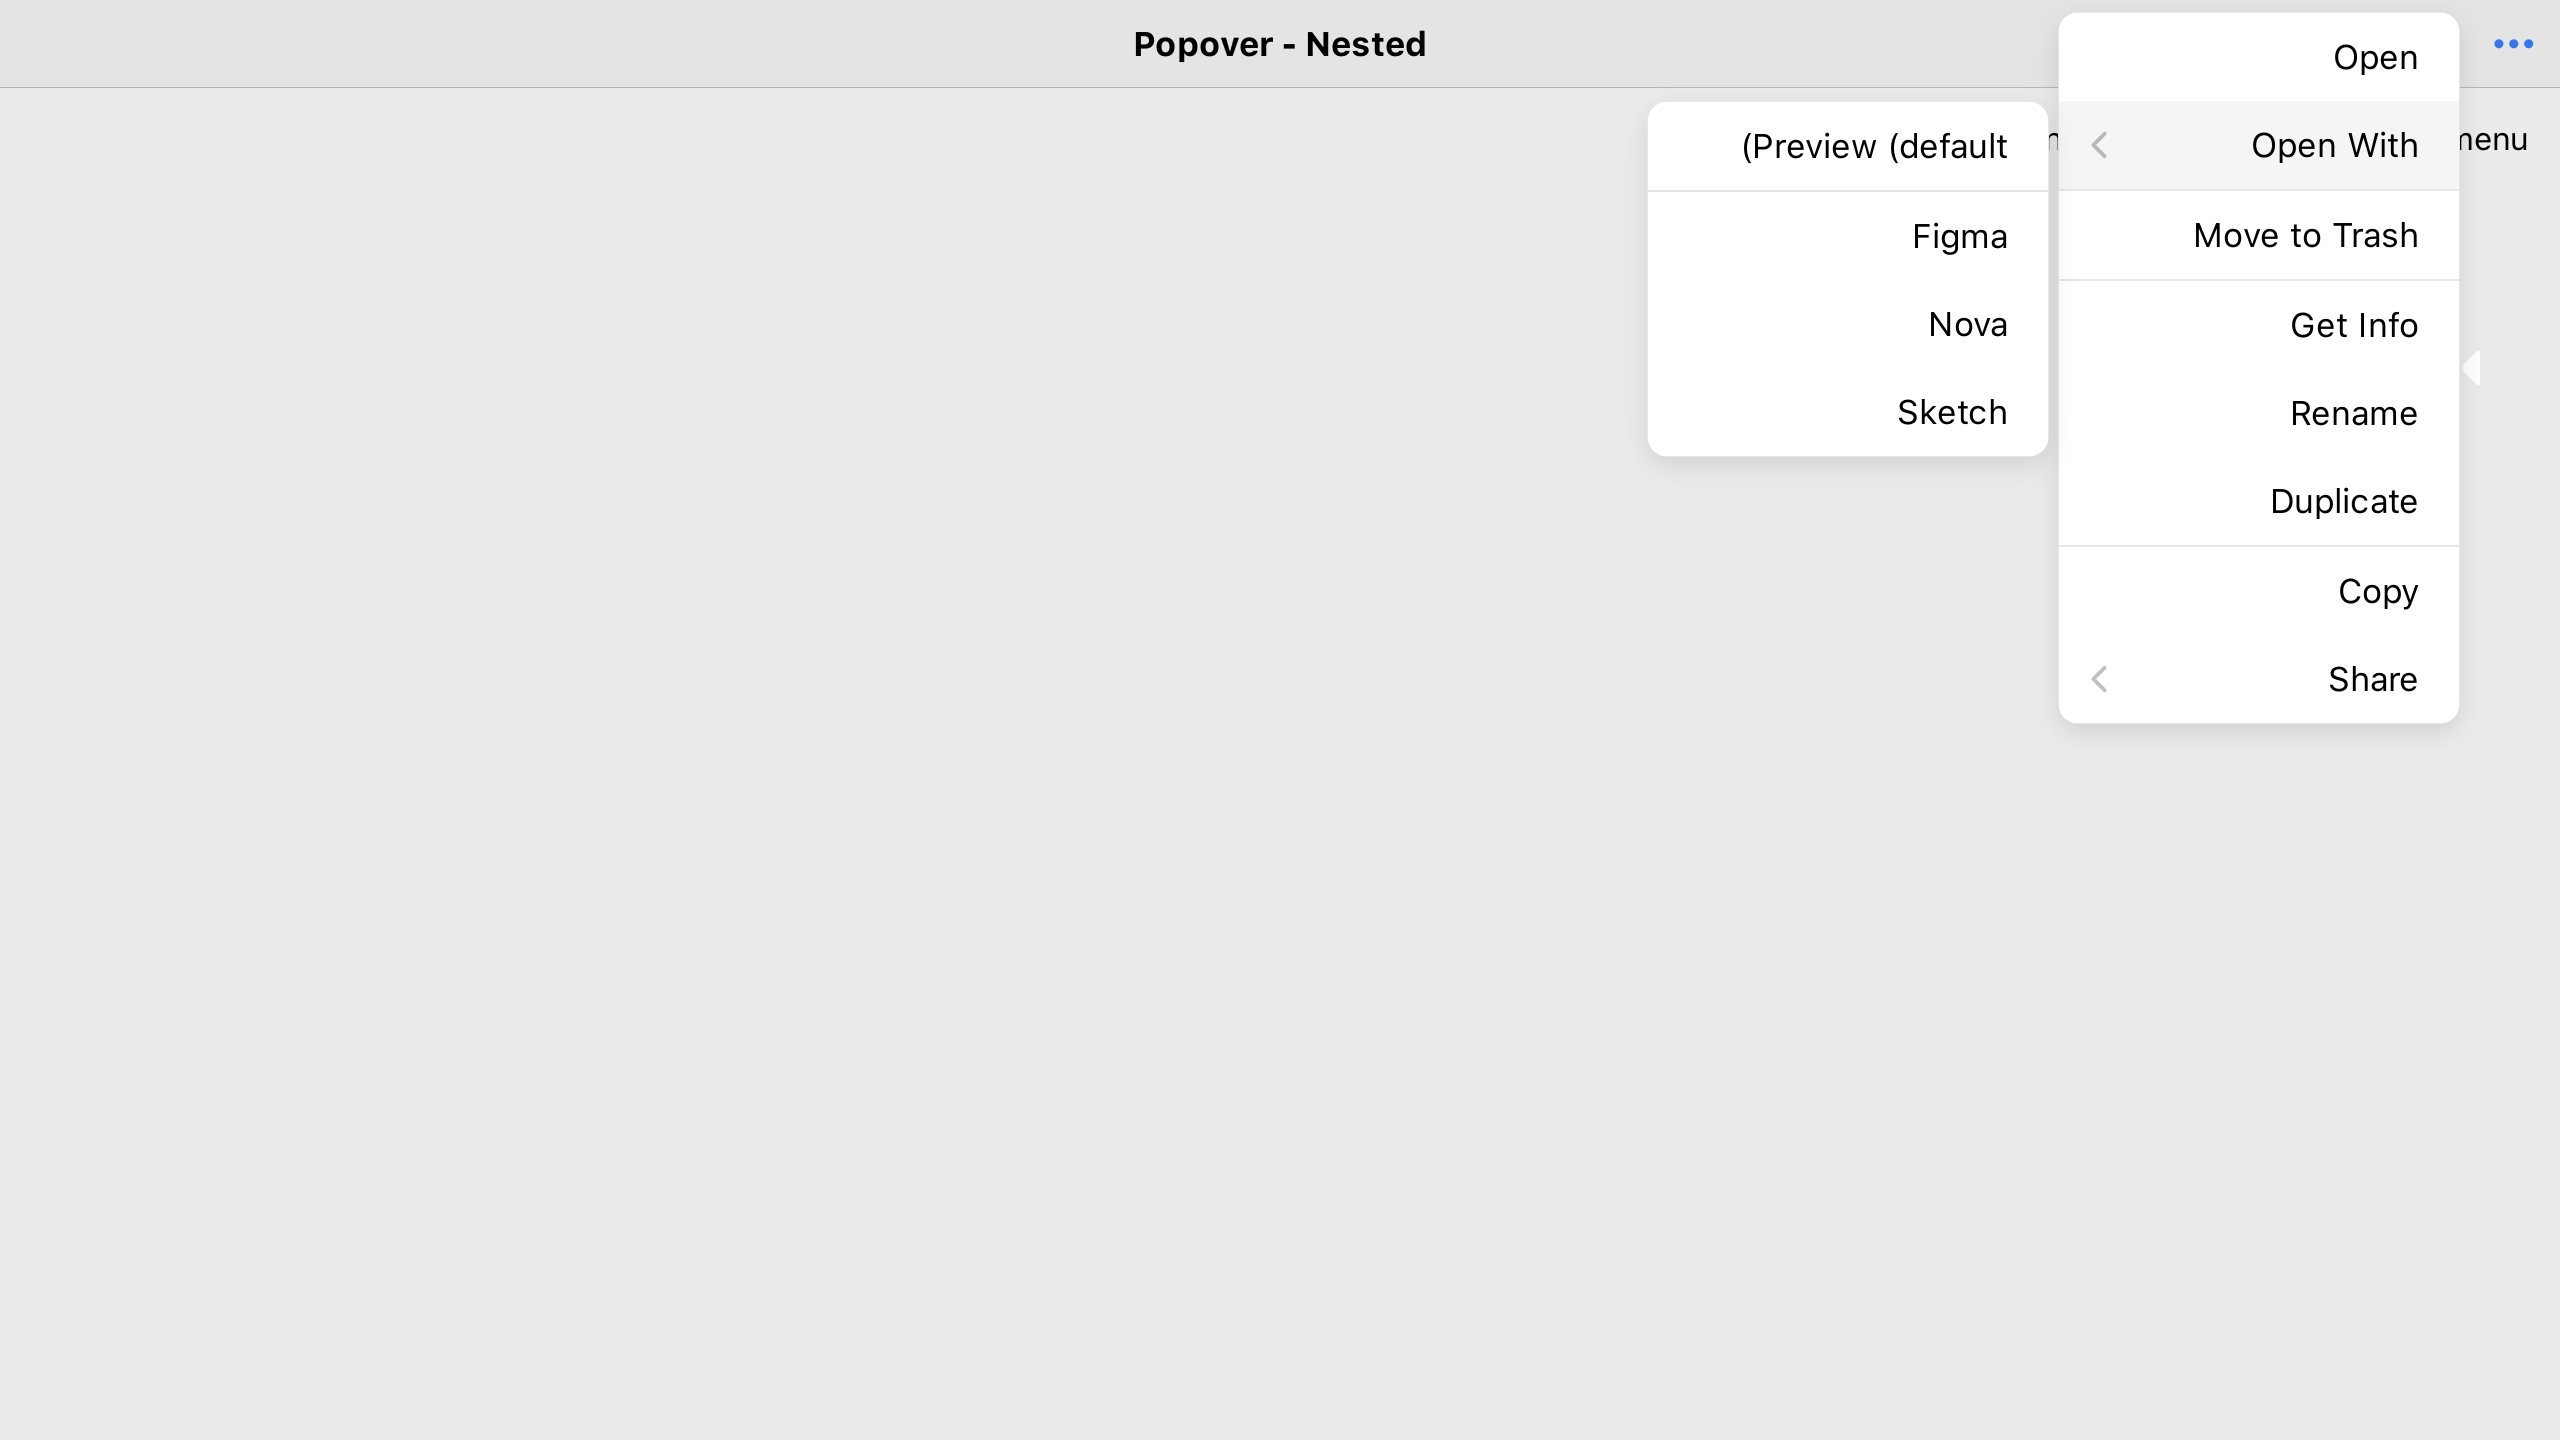 Popover - Nested
Open
Open With
menu
Move to Trash
Get Info
Rename
Duplicate
Copy
Share
(Preview (default
Figma
Nova
Sketch